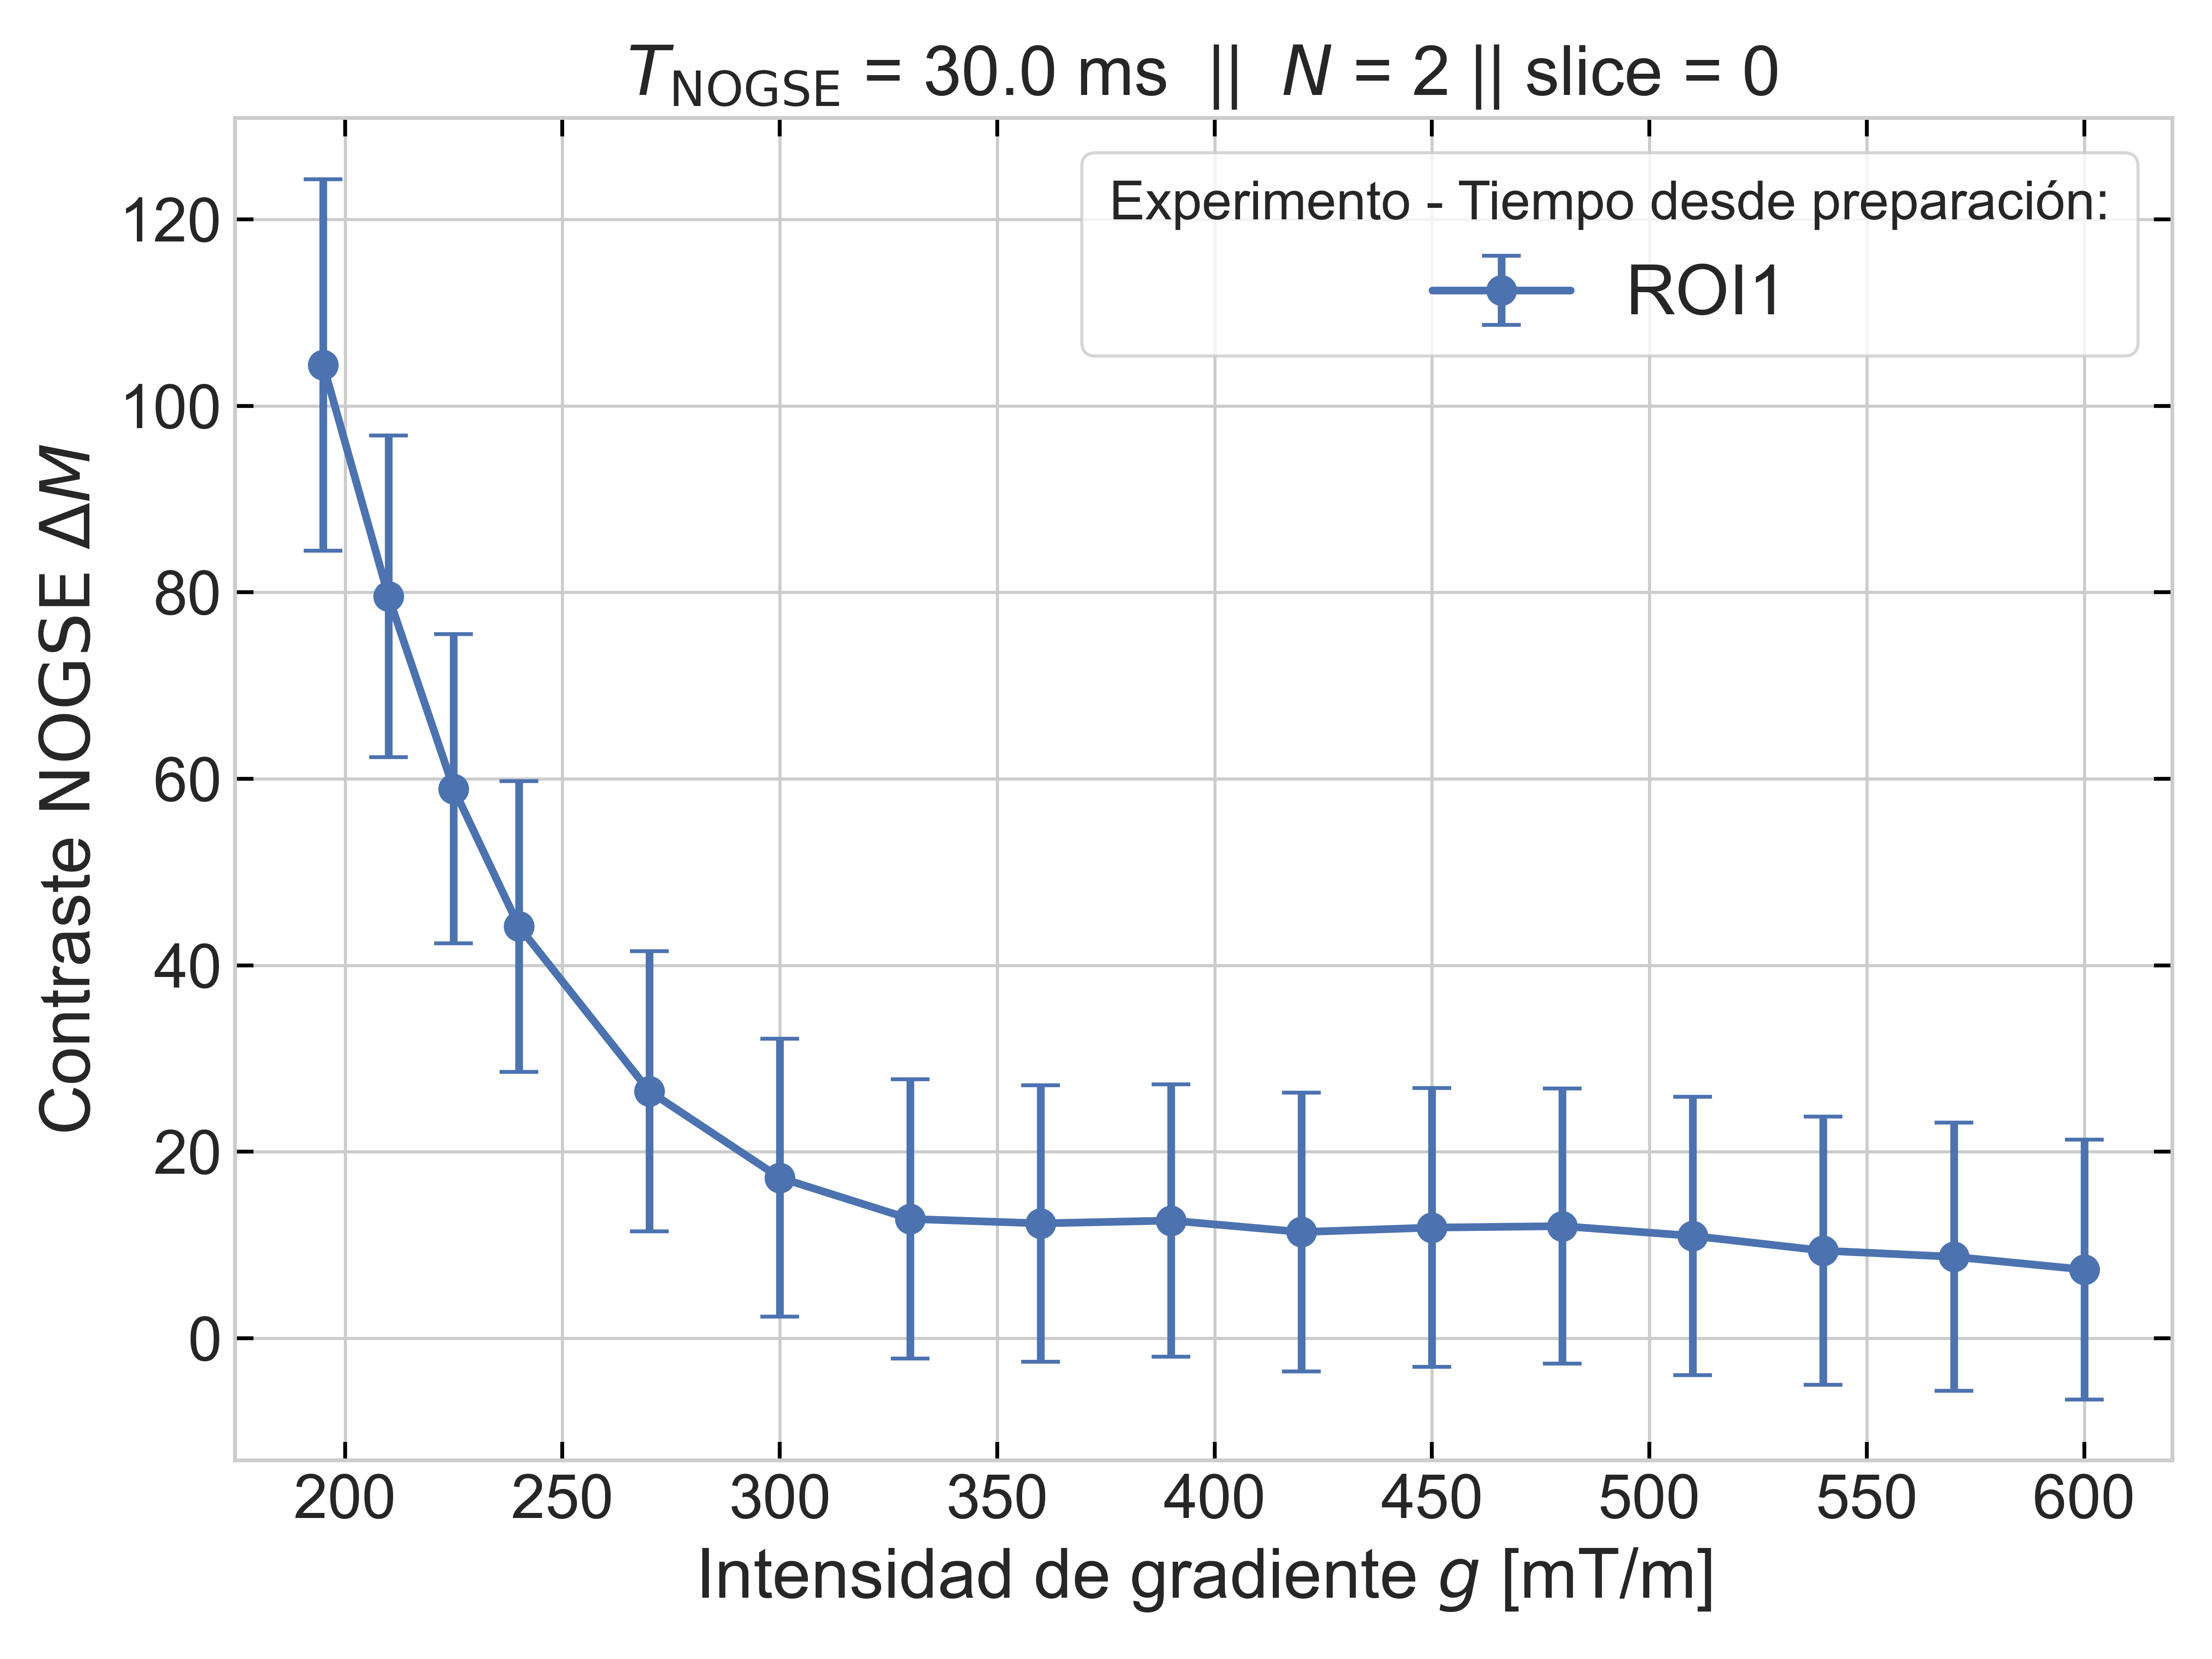 T_NOGSE = 30.0 ms || N = 2 || slice = 0
Experimento - Tiempo desde preparación:
ROI1
Contraste NOGSE ΔM
120
100
80
60
40
20
0
200 250 300 350 400 450 500 550 600
Intensidad de gradiente g [mT/m]